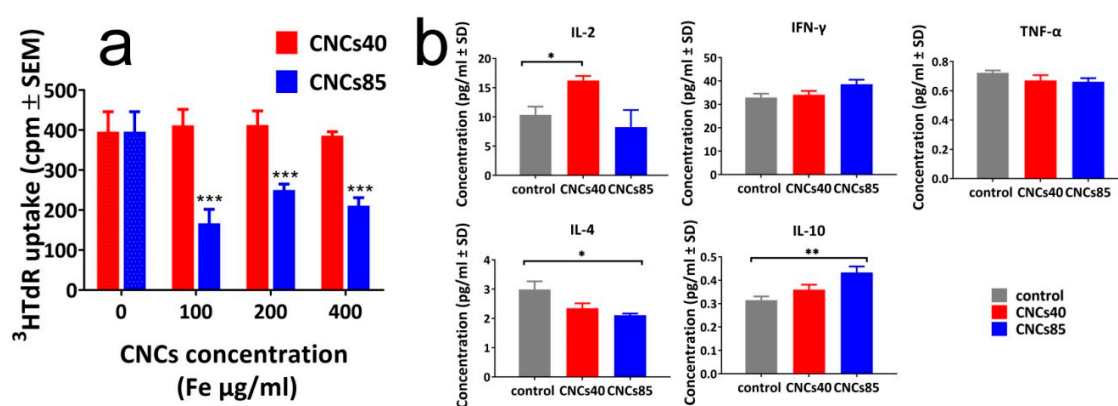 a
CNCs40
CNCs85
³HTdR uptake (cpm ± SEM)
500
400
300
200
100
0
***
***
***
0 100 200 400
CNCs concentration
(Fe µg/ml)
b
IL-2
Concentration (pg/ml ± SD)
20
15
10
5
0
*
control CNCs40 CNCs85
IFN-γ
Concentration (pg/ml ± SD)
50
40
30
20
10
0
control CNCs40 CNCs85
TNF-α
Concentration (pg/ml ± SD)
0.8
0.6
0.4
0.2
0.0
control CNCs40 CNCs85
IL-4
Concentration (pg/ml ± SD)
4
3
2
1
0
*
control CNCs40 CNCs85
IL-10
Concentration (pg/ml ± SD)
0.5
0.4
0.3
0.2
0.1
0.0
**
control CNCs40 CNCs85
control
CNCs40
CNCs85